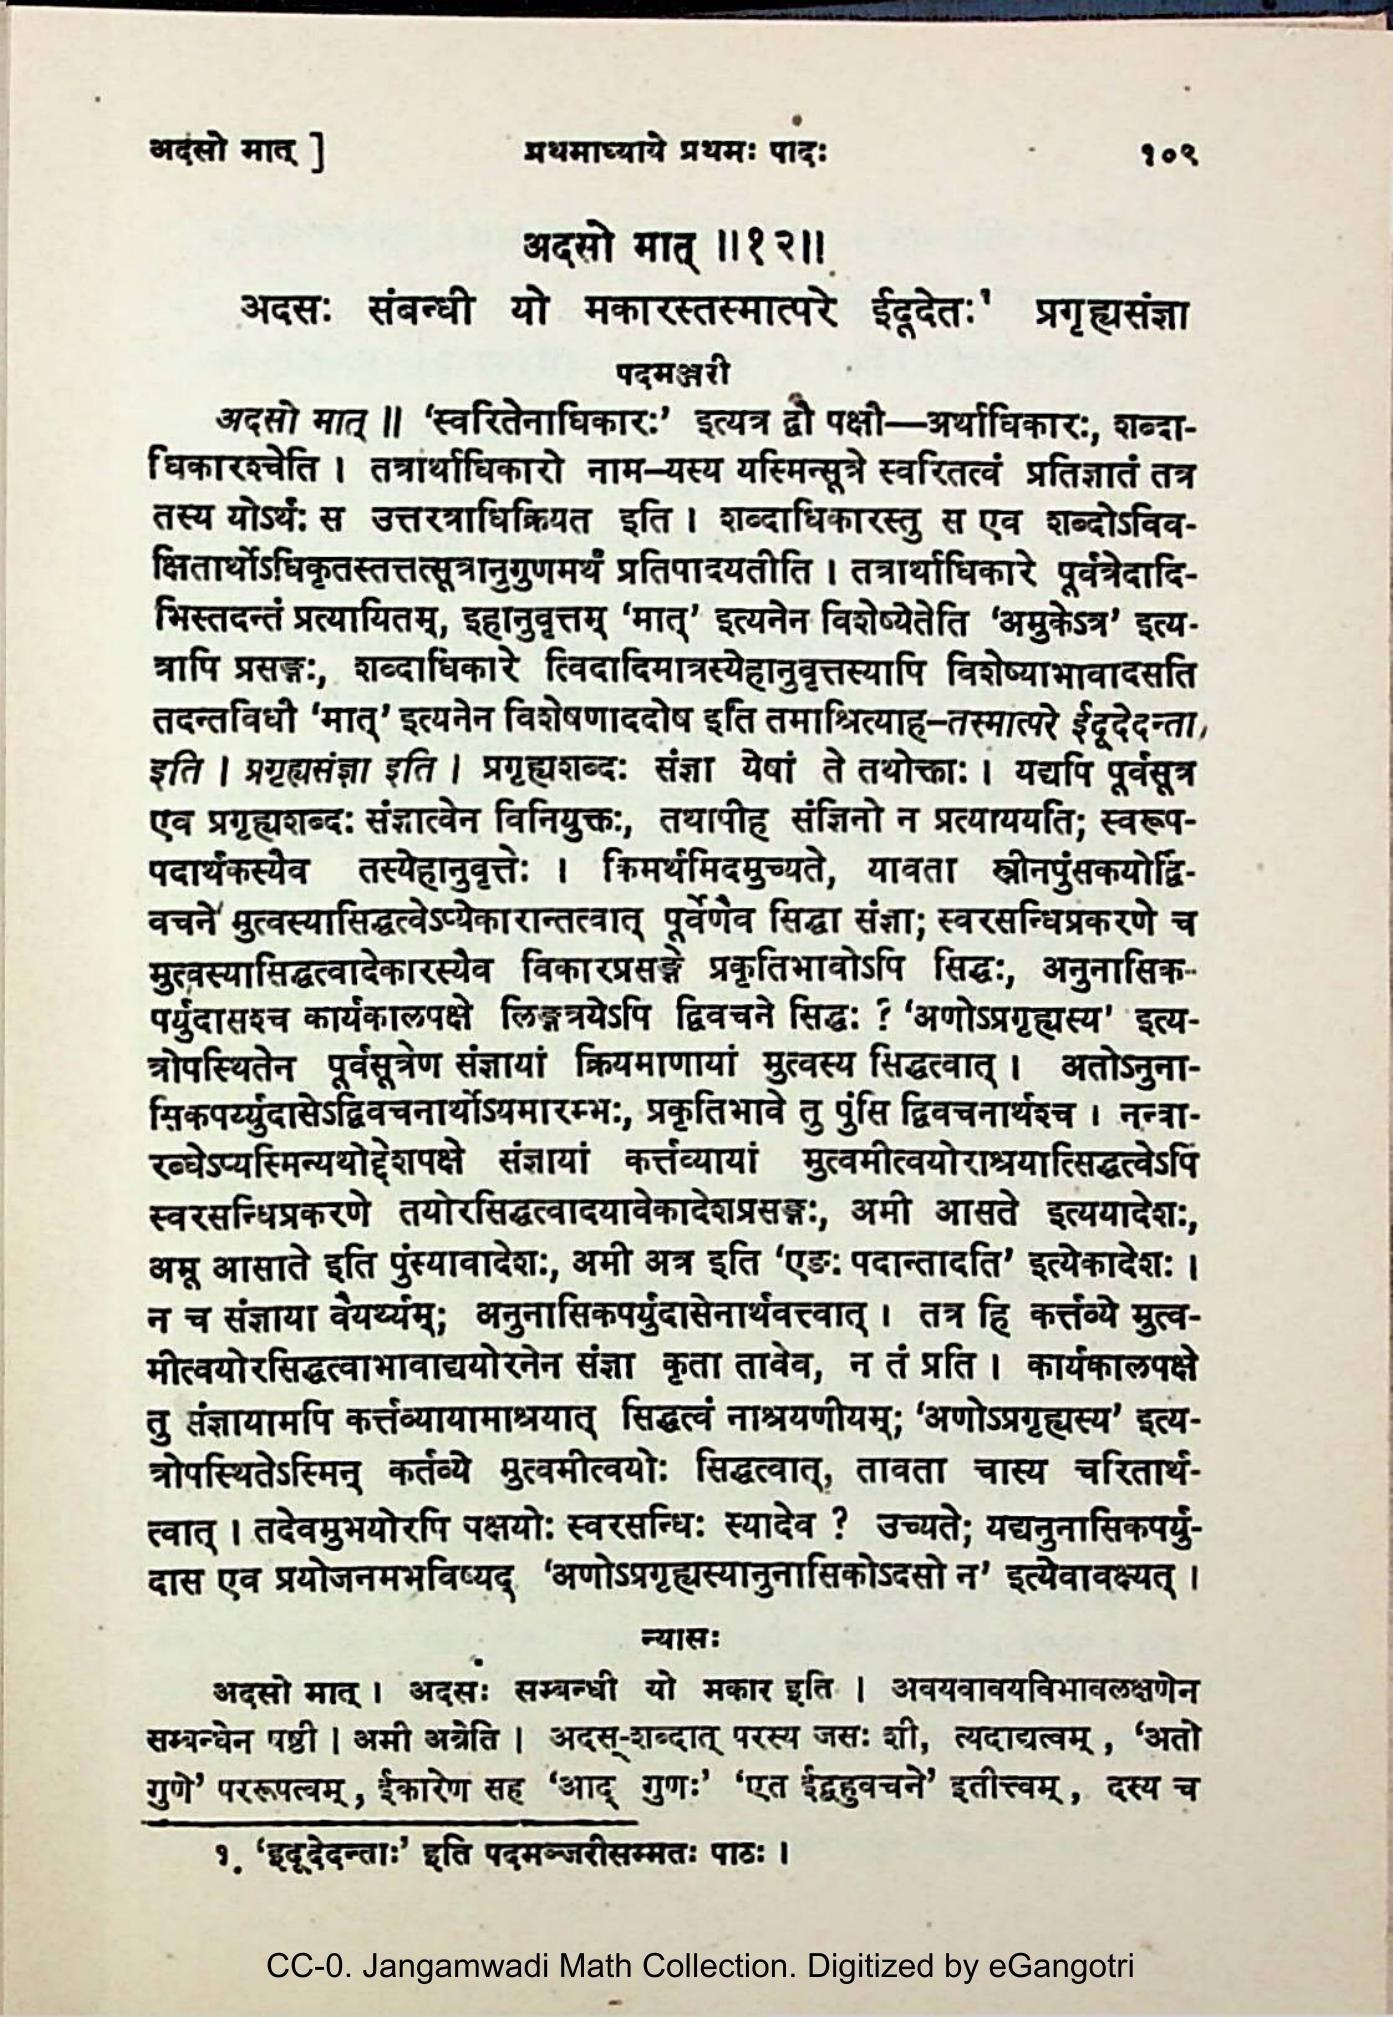 अदसो मात् ]
प्रथमाध्याये प्रथमः पादः
१०९
अदसो मात् ॥१२॥
अदसः संबन्धी यो मकारस्तस्मात्परे ईदूदेतः¹ प्रगृह्यसंज्ञा
पदमञ्जरी
अदसो मात् ॥ ‘स्वरितेनाधिकारः’ इत्यत्र द्वौ पक्षौ—अर्थाधिकारः, शब्दा-
धिकारश्चेति । तत्रार्थाधिकारो नाम–यस्य यस्मिन्सूत्रे स्वरितत्वं प्रतिज्ञातं तत्र
तस्य योऽर्थः स उत्तरत्राधिक्रियत इति । शब्दाधिकारस्तु स एव शब्दोऽविव-
क्षितार्थोऽधिकृतस्तत्तत्सूत्रानुगुणमर्थं प्रतिपादयतीति । तत्रार्थाधिकारे पूर्वत्रेदादि-
भिस्तदन्तं प्रत्यायितम्, इहानुवृत्तम् ‘मात्’ इत्यनेन विशेष्येतेति ‘अमुकेऽत्र’ इत्य-
त्रापि प्रसङ्गः, शब्दाधिकारे त्विदादिमात्रस्येहानुवृत्तस्यापि विशेष्याभावादसति
तदन्तविधौ ‘मात्’ इत्यनेन विशेषणाददोष इति तमाश्रित्याह–तस्मात्परे ईदूदेदन्ता
इति । प्रगृह्यसंज्ञा इति । प्रगृह्यशब्दः संज्ञा येषां ते तथोक्ताः । यद्यपि पूर्वसूत्र
एव प्रगृह्यशब्दः संज्ञात्वेन विनियुक्तः, तथापीह संज्ञिनो न प्रत्याययति; स्वरूप-
पदार्थकस्यैव तस्येहानुवृत्तेः । किमर्थमिदमुच्यते, यावता स्त्रीनपुंसकयोर्द्वि-
वचने मुत्वस्यासिद्धत्वेऽप्येकारान्तत्वात् पूर्वेणैव सिद्धा संज्ञा; स्वरसन्धिप्रकरणे च
मुत्वस्यासिद्धत्वादेकारस्यैव विकारप्रसङ्गे प्रकृतिभावोऽपि सिद्धः, अनुनासिक-
पर्युदासश्च कार्यकालपक्षे लिङ्गत्रयेऽपि द्विवचने सिद्धः ? ‘अणोऽप्रगृह्यस्य’ इत्य-
त्रोपस्थितेन पूर्वसूत्रेण संज्ञायां क्रियमाणायां मुत्वस्य सिद्धत्वात् । अतोऽनुना-
सिकपर्य्युदासेऽद्विवचनार्थोऽयमारम्भः, प्रकृतिभावे तु पुंसि द्विवचनार्थश्च । नन्वा-
रब्धेऽप्यस्मिन्यथोद्देशपक्षे संज्ञायां कर्त्तव्यायां मुत्वमीत्वयोराश्रयात्सिद्धत्वेऽपि
स्वरसन्धिप्रकरणे तयोरसिद्धत्वादयावेकादेशप्रसङ्गः, अमी आसते इत्ययादेशः,
अमू आसाते इति पुंस्यावादेशः, अमी अत्र इति ‘एङः पदान्तादति’ इत्येकादेशः ।
न च संज्ञाया वैयर्थ्यम्; अनुनासिकपर्युदासेनार्थवत्त्वात् । तत्र हि कर्त्तव्ये मुत्व-
मीत्वयोरसिद्धत्वाभावाद्ययोरनेन संज्ञा कृता तावेव, न तं प्रति । कार्यकालपक्षे
तु संज्ञायामपि कर्त्तव्यायामाश्रयात् सिद्धत्वं नाश्रयणीयम्; ‘अणोऽप्रगृह्यस्य’ इत्य-
त्रोपस्थितेऽस्मिन् कर्तव्ये मुत्वमीत्वयोः सिद्धत्वात्, तावता चास्य चरितार्थ-
त्वात् । तदेवमुभयोरपि पक्षयोः स्वरसन्धिः स्यादेव ? उच्यते; यद्यनुनासिकपर्यु-
दास एव प्रयोजनमभविष्यद् ‘अणोऽप्रगृह्यस्यानुनासिकोऽदसो न’ इत्येवावक्ष्यत् ।
न्यासः
अदसो मात् । अदसः सम्बन्धी यो मकार इति । अवयवावयविभावलक्षणेन
सम्बन्धेन षष्ठी । अमी अत्रेति । अदस्-शब्दात् परस्य जसः शी, त्यदाद्यत्वम् , ‘अतो
गुणे’ पररूपत्वम् , ईकारेण सह ‘आद् गुणः’ ‘एत ईद्बहुवचने’ इतीत्त्वम् , दस्य च
१. ‘इदूदेदन्ताः’ इति पदमञ्जरीसम्मतः पाठः ।
CC-0. Jangamwadi Math Collection. Digitized by eGangotri